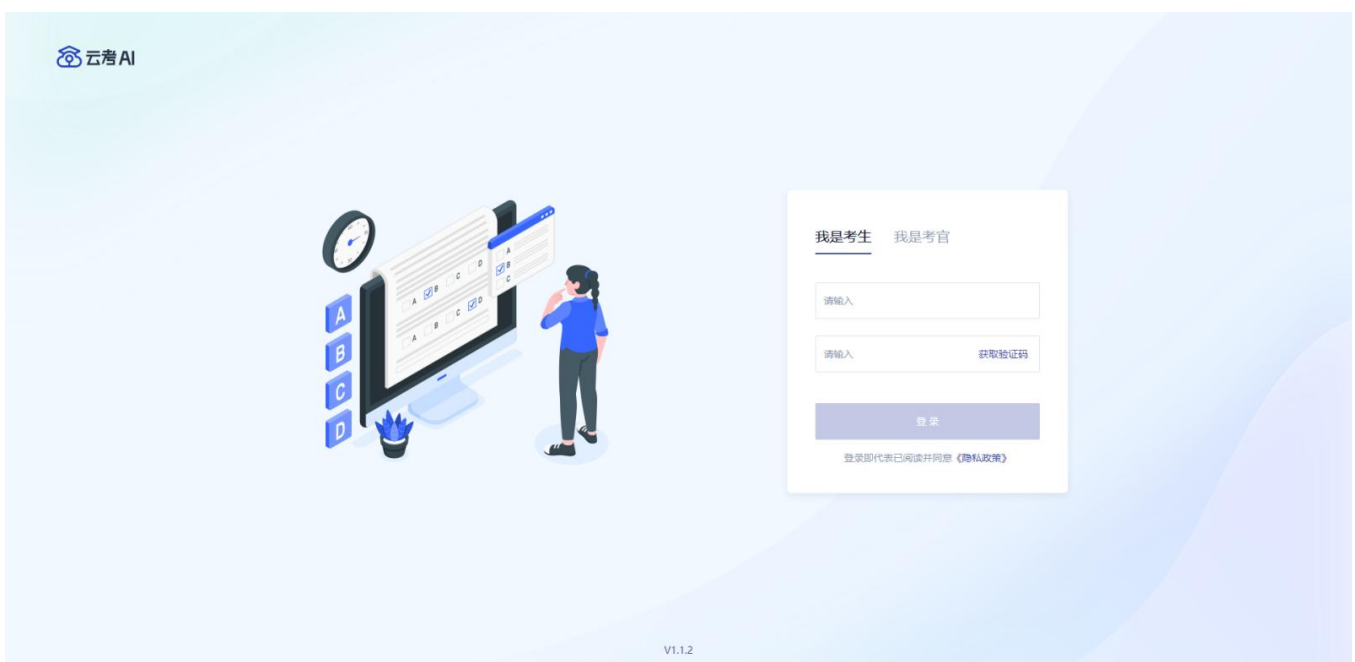 云考AI
我是考生 我是考官
请输入
请输入 获取验证码
登录
登录即代表已阅读并同意《隐私政策》
A
B
C
D
A B C D
A B C D
A
B
C
V1.1.2